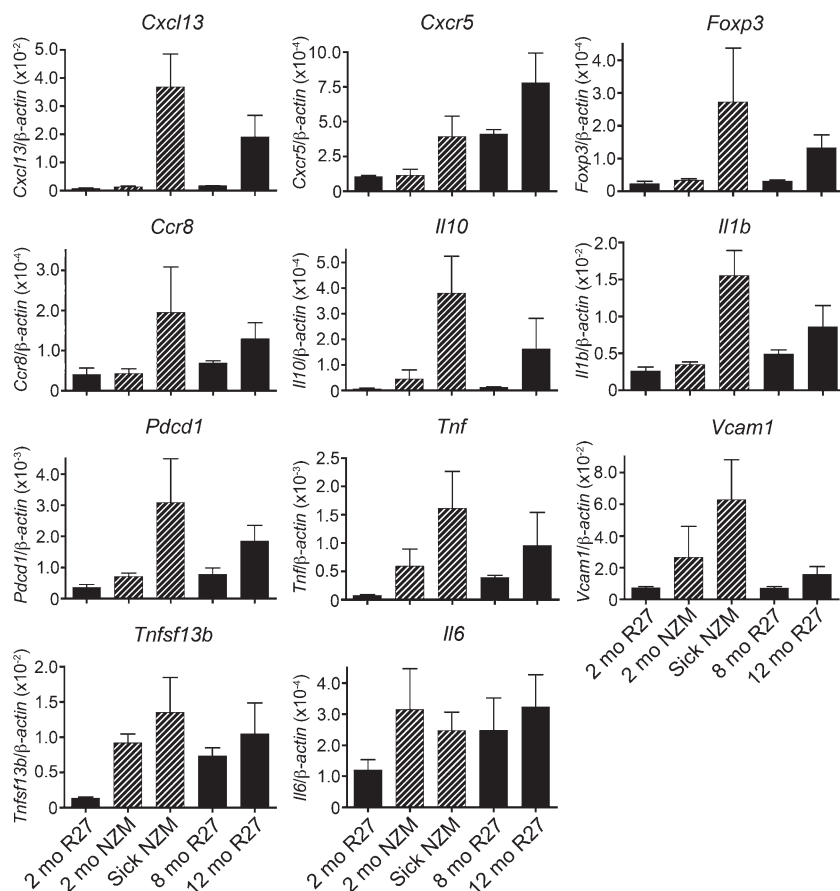 Cxcl13
Cxcl13/β-actin (x10⁻²)
5.0
4.0
3.0
2.0
1.0
0
Cxcr5
Cxcr5/β-actin (x10⁻⁴)
10.0
7.5
5.0
2.5
0
Foxp3
Foxp3/β-actin (x10⁻⁴)
4.0
3.0
2.0
1.0
0
Ccr8
Ccr8/β-actin (x10⁻⁴)
3.0
2.0
1.0
0
Il10
Il10/β-actin (x10⁻⁴)
5.0
4.0
3.0
2.0
1.0
0
Il1b
Il1b/β-actin (x10⁻²)
2.0
1.5
1.0
0.5
0
Pdcd1
Pdcd1/β-actin (x10⁻³)
4.0
3.0
2.0
1.0
0
Tnf
Tnf/β-actin (x10⁻³)
2.5
2.0
1.5
1.0
0.5
0
Vcam1
Vcam1/β-actin (x10⁻²)
8.0
6.0
4.0
2.0
0
2 mo R27
2 mo NZM
Sick NZM
8 mo R27
12 mo R27
Tnfsf13b
Tnfsf13b/β-actin (x10⁻²)
2.0
1.5
1.0
0.5
0.0
2 mo R27
2 mo NZM
Sick NZM
8 mo R27
12 mo R27
Il6
Il6/β-actin (x10⁻⁴)
4.0
3.0
2.0
1.0
0
2 mo R27
2 mo NZM
Sick NZM
8 mo R27
12 mo R27